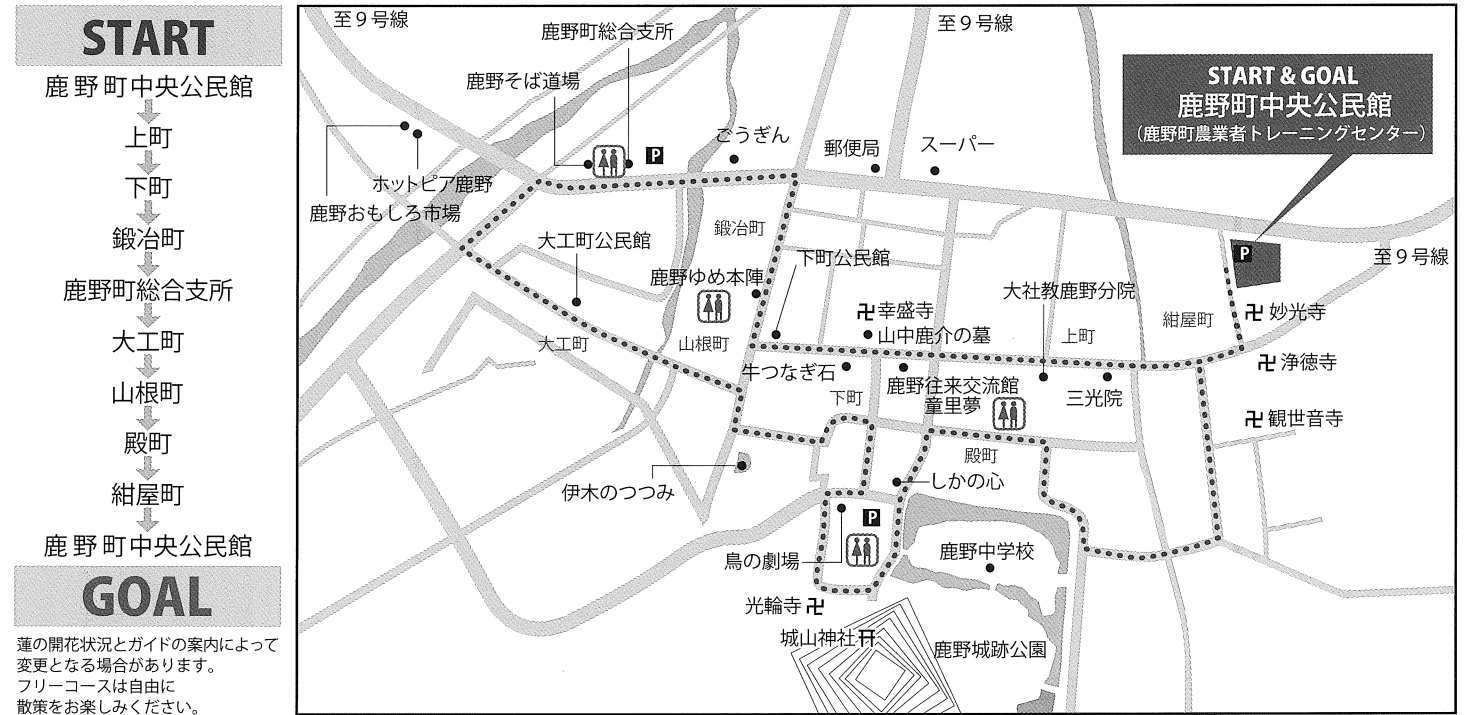 START
鹿野町中央公民館
上町
下町
鍛冶町
鹿野町総合支所
大工町
山根町
殿町
紺屋町
鹿野町中央公民館
GOAL
蓮の開花状況とガイドの案内によって
変更となる場合があります。
フリーコースは自由に
散策をお楽しみください。
至９号線
鹿野町総合支所
至９号線
鹿野そば道場
START & GOAL
鹿野町中央公民館
（鹿野町農業者トレーニングセンター）
P
ごうぎん
郵便局
スーパー
ホットピア鹿野
鹿野おもしろ市場
鍛冶町
大工町公民館
下町公民館
P
至９号線
鹿野ゆめ本陣
大社教鹿野分院
卍幸盛寺
山中鹿介の墓
上町
紺屋町
卍 妙光寺
大工町
山根町
卍 浄徳寺
牛つなぎ石
下町
鹿野往来交流館
童里夢
三光院
卍 観世音寺
殿町
伊木のつつみ
しかの心
P
鳥の劇場
鹿野中学校
光輪寺 卍
城山神社
鹿野城跡公園